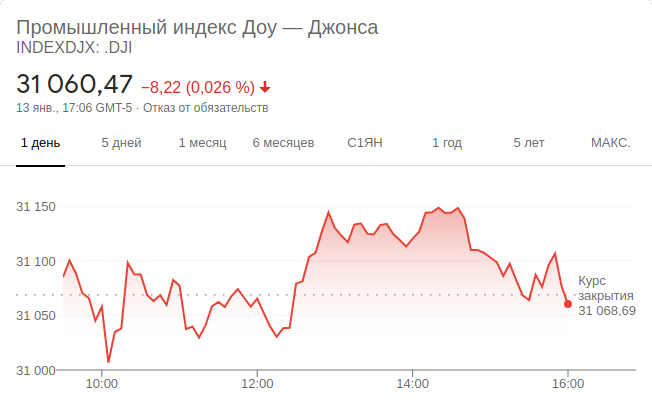 Промышленный индекс Доу — Джонса
INDEXDJX: .DJI
31 060,47 −8,22 (0,026 %)
13 янв., 17:06 GMT-5 · Отказ от обязательств
1 день 5 дней 1 месяц 6 месяцев С1ЯН 1 год 5 лет МАКС.
31 150
31 100
Курс
закрытия
31 068,69
31 050
31 000
10:00 12:00 14:00 16:00